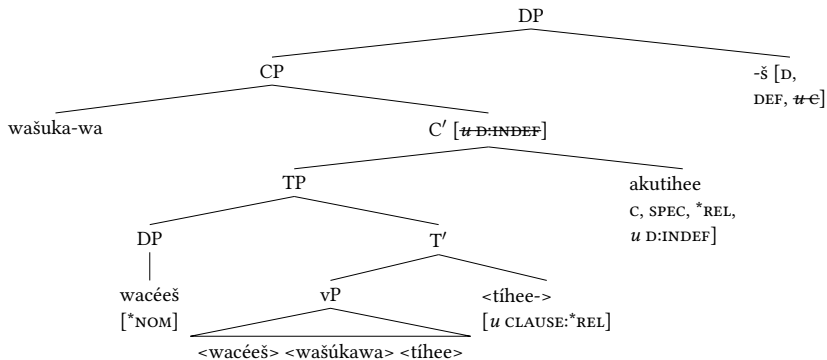 DP
CP
-š [D,
DEF, u C]
wašuka-wa
C′ [u D:INDEF]
TP
akutihee
C, SPEC, *REL,
u D:INDEF]
DP
T′
wacéeš
[*NOM]
vP
<tíhee->
[u CLAUSE:*REL]
<wacéeš> <wašúkawa> <tíhee>